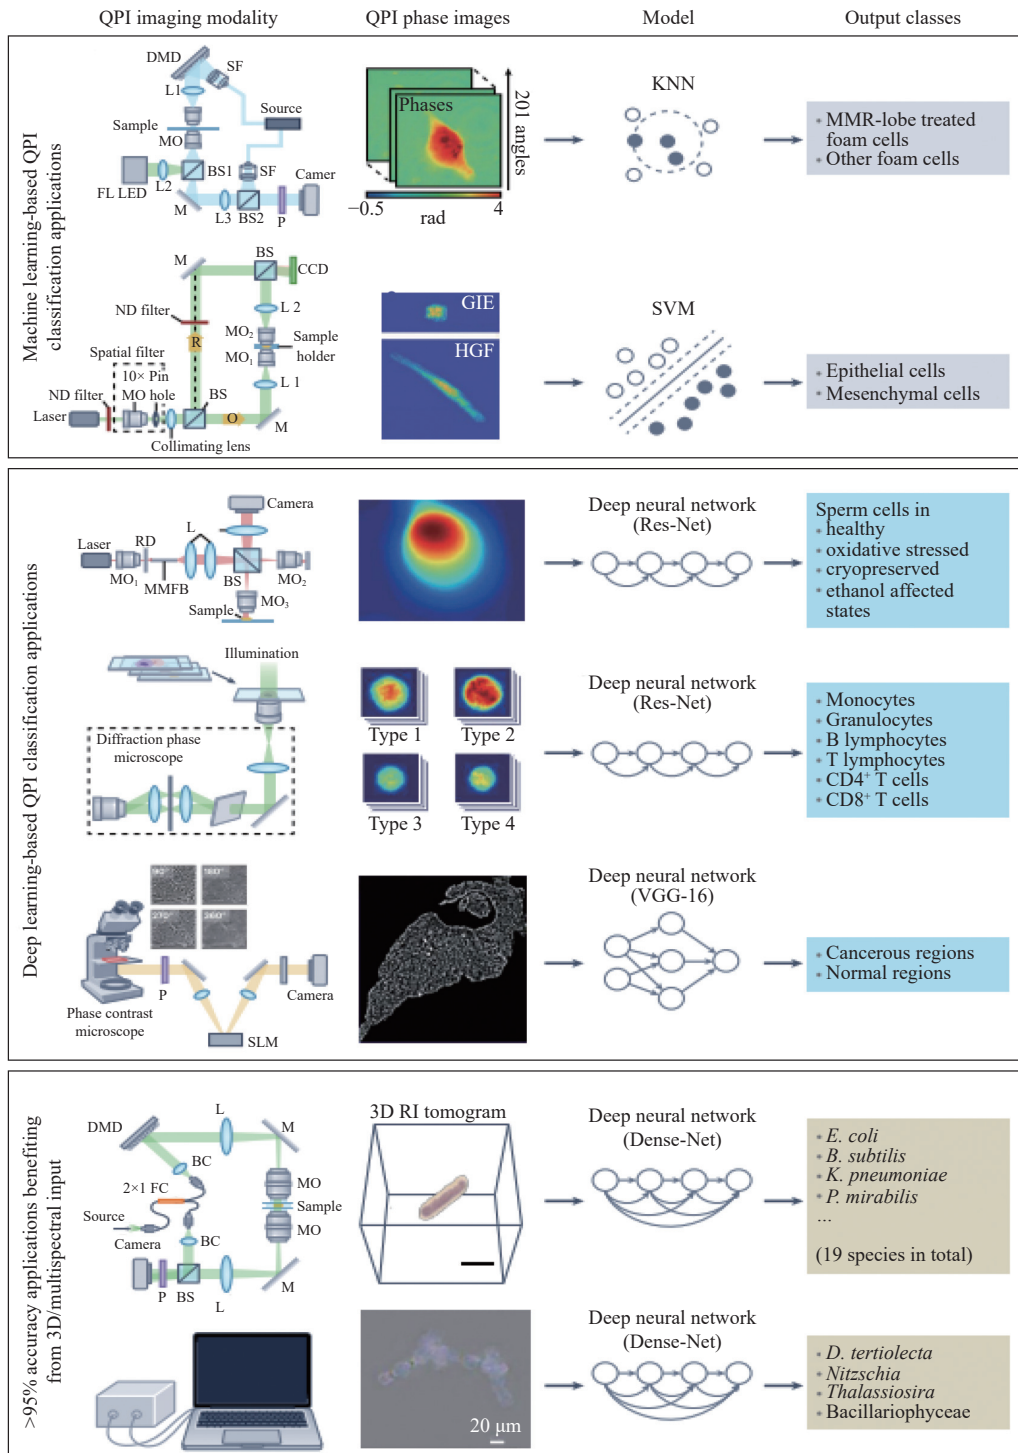 QPI imaging modality
QPI phase images
Model
Output classes
Machine learning-based QPI
classification applications
DMD
SF
L1
Source
Sample
MO
SF
BS1
L2
FL LED
Camer
M
L3
BS2
P
Phases
201 angles
−0.5
4
rad
KNN
MMR-lobe treated
foam cells
Other foam cells
M
BS
CCD
ND filter
L 2
MO2
Sample
holder
R
MO1
Spatial filter
10× Pin
MO hole
L 1
ND filter
BS
Laser
O
M
Collimating lens
GIE
HGF
SVM
Epithelial cells
Mesenchymal cells
Deep learning-based QPI classification applications
Camera
L
Laser
RD
MO1
MMFB
BS
MO2
MO3
Sample
Deep neural network
(Res-Net)
Sperm cells in
healthy
oxidative stressed
cryopreserved
ethanol affected
states
Illumination
Diffraction phase
microscope
Type 1
Type 2
Type 3
Type 4
Deep neural network
(Res-Net)
Monocytes
Granulocytes
B lymphocytes
T lymphocytes
CD4+ T cells
CD8+ T cells
90°
180°
270°
360°
P
Camera
Phase contrast
microscope
SLM
Deep neural network
(VGG-16)
Cancerous regions
Normal regions
>95% accuracy applications benefiting
from 3D/multispectral input
L
DMD
M
BC
MO
2×1 FC
Sample
Source
MO
Camera
BC
P
BS
L
M
3D RI tomogram
Deep neural network
(Dense-Net)
E. coli
B. subtilis
K. pneumoniae
P. mirabilis
...
(19 species in total)
20 μm
Deep neural network
(Dense-Net)
D. tertiolecta
Nitzschia
Thalassiosira
Bacillariophyceae